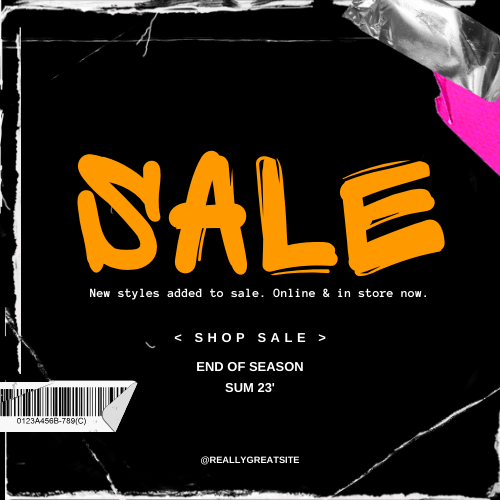 SALE
New styles added to sale. Online & in store now.
< SHOP SALE >
END OF SEASON
SUM 23'
0123A456B-789(C)
@REALLYGREATSITE